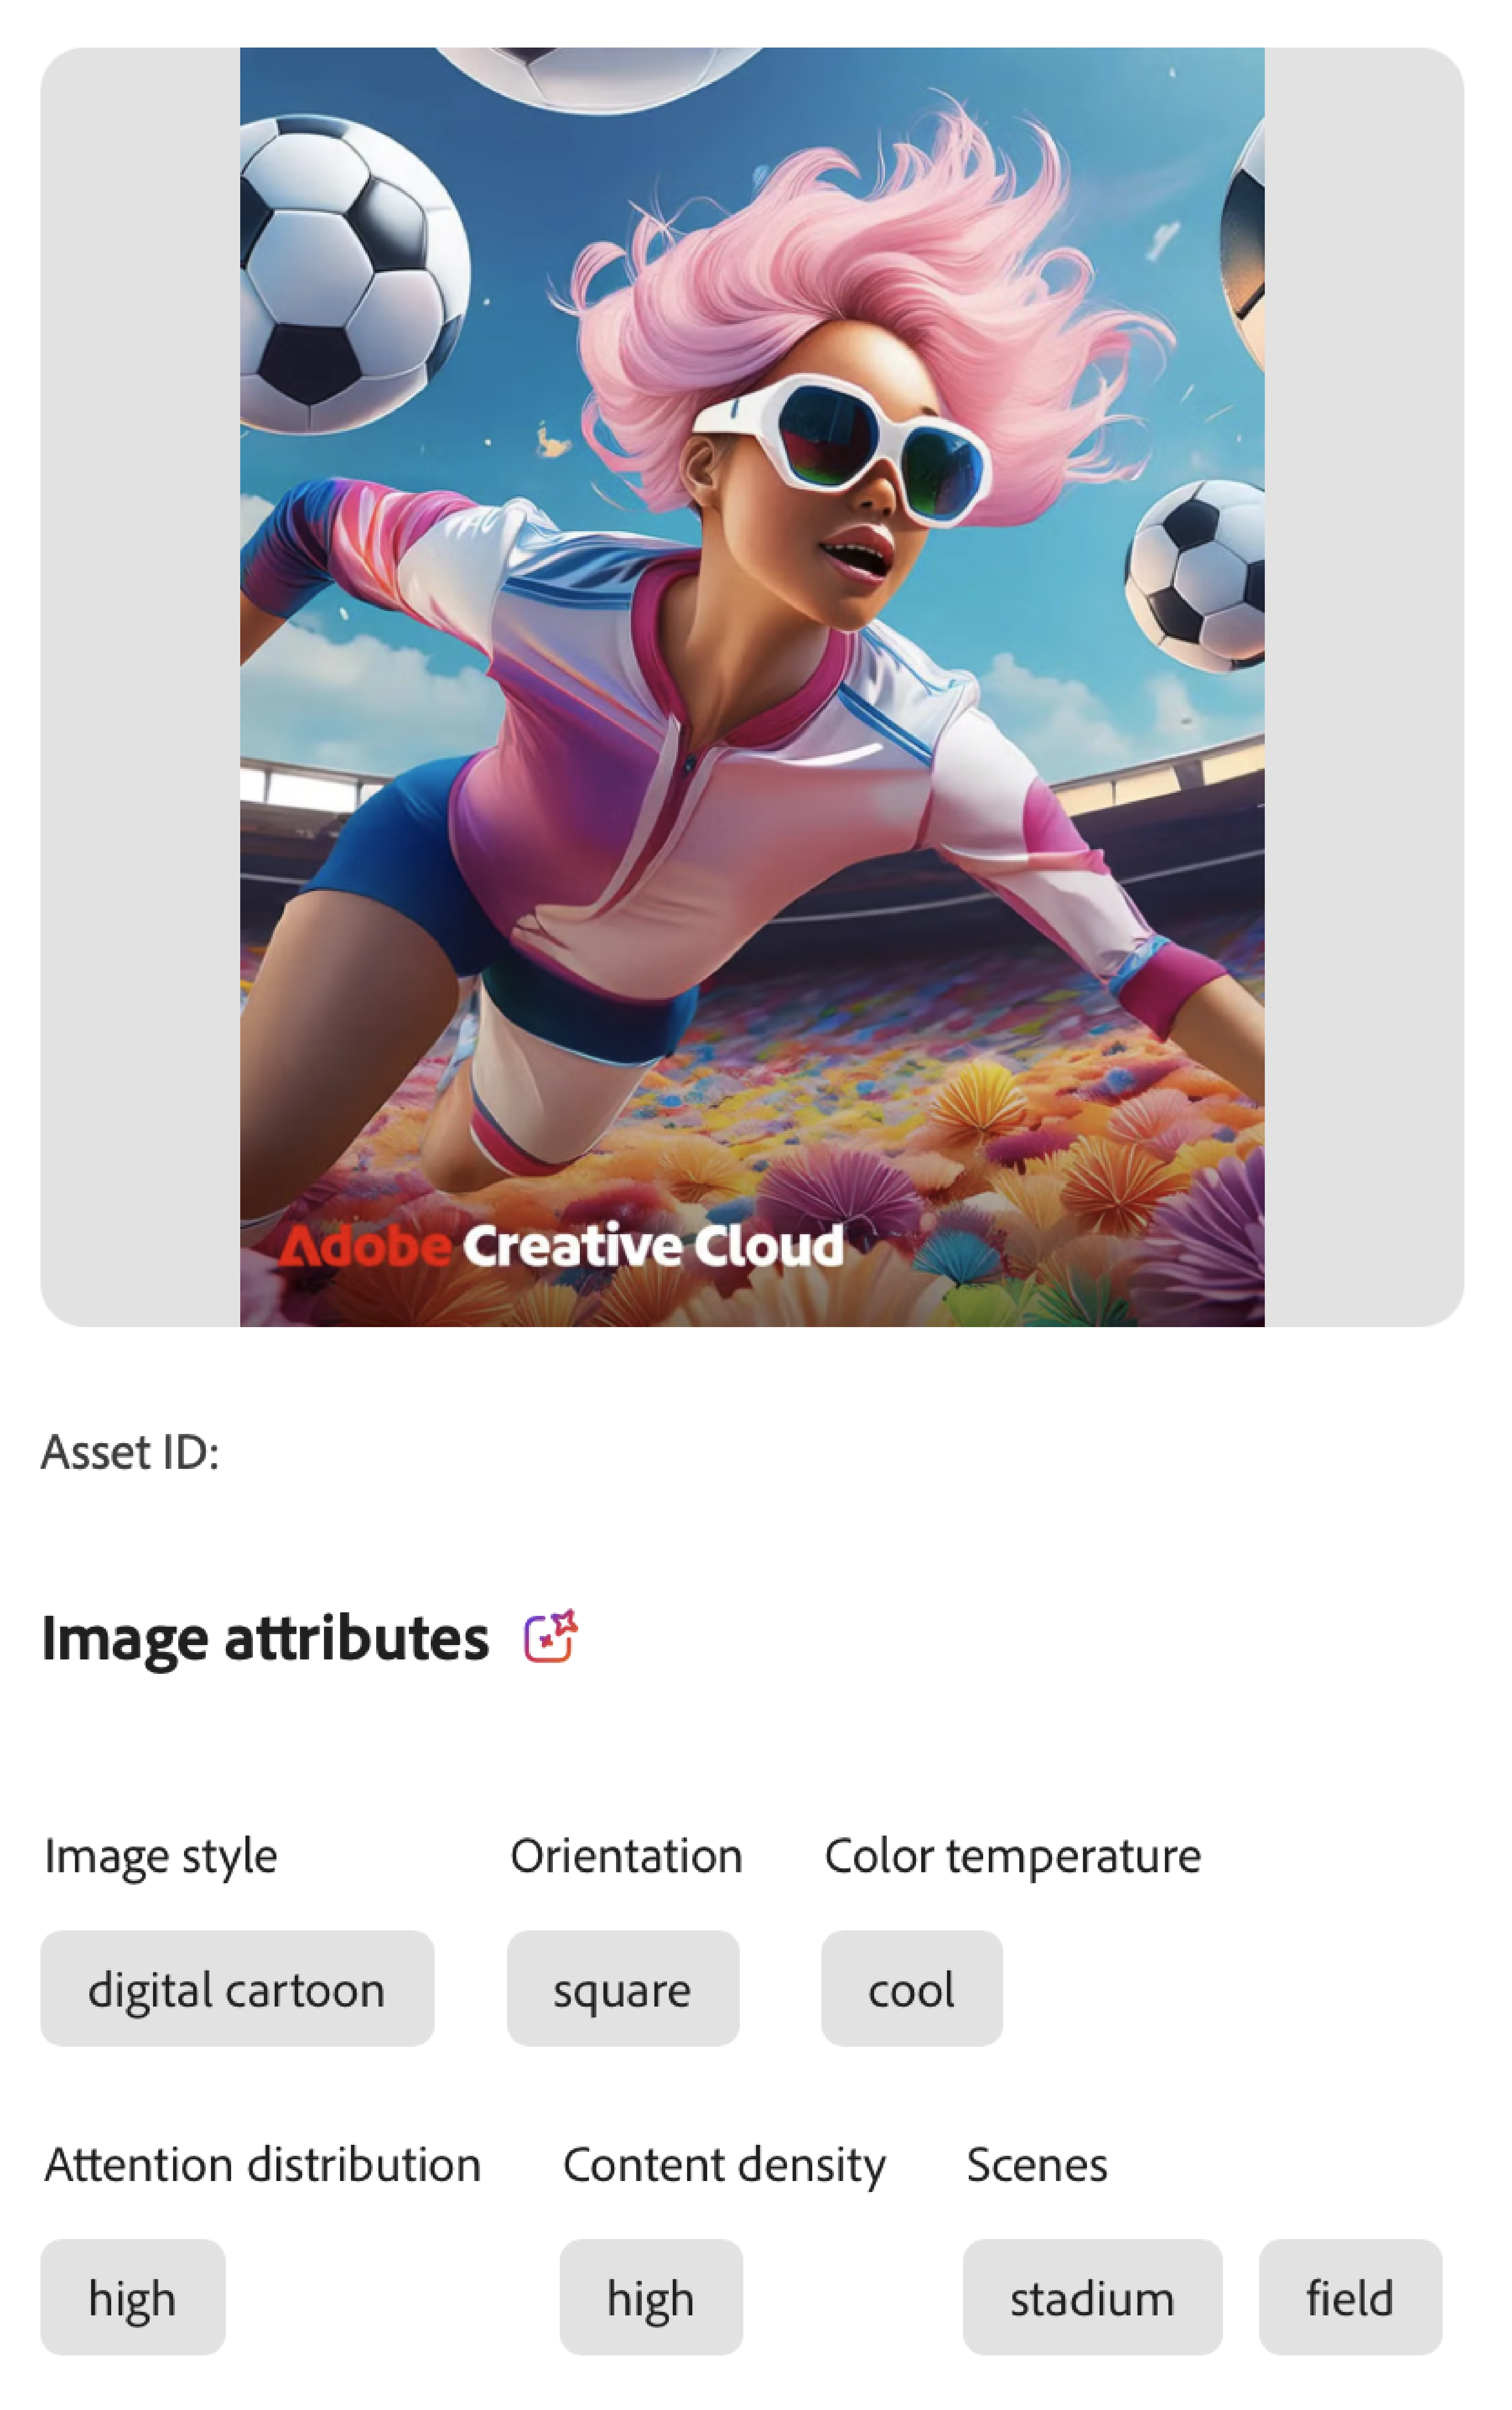 Adobe Creative Cloud
Asset ID:
Image attributes
Image style
Orientation
Color temperature
digital cartoon
square
cool
Attention distribution
Content density
Scenes
high
high
stadium
field